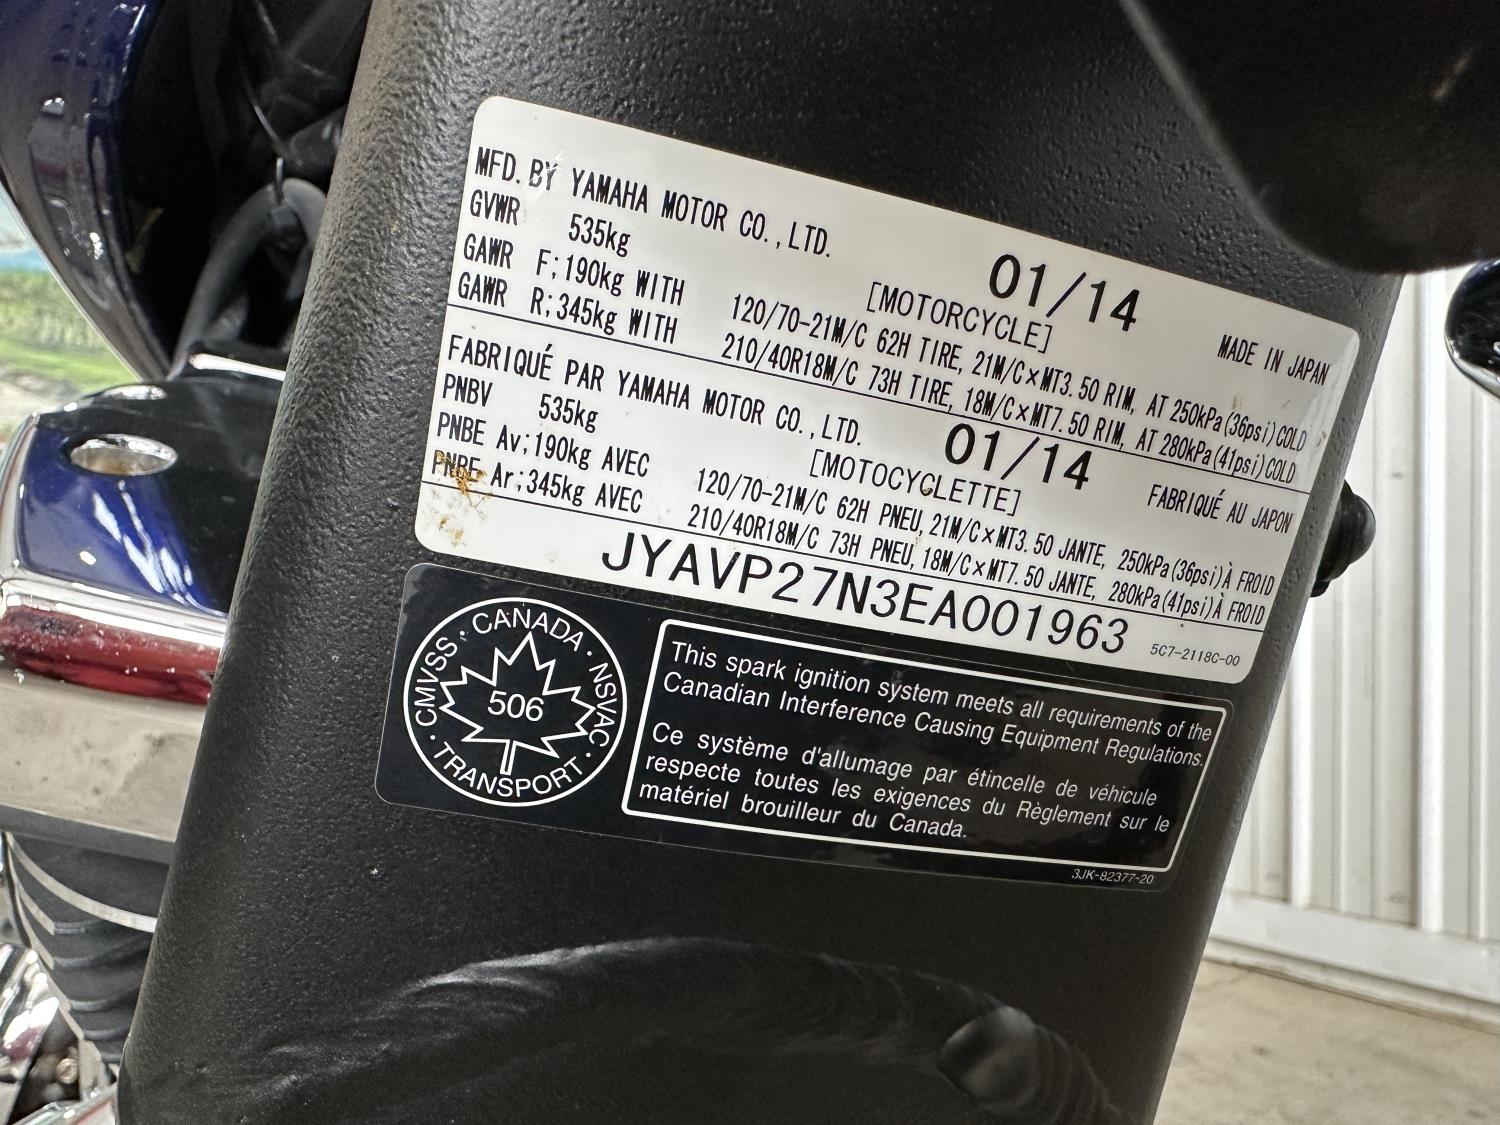 MFD. BY YAMAHA MOTOR CO., LTD. 01/14 MADE IN JAPAN
GVWR 535kg [MOTORCYCLE]
GAWR F;190kg WITH 120/70-21M/C 62H TIRE, 21M/C×MT3.50 RIM, AT 250kPa(36psi)COLD
GAWR R;345kg WITH 210/40R18M/C 73H TIRE, 18M/C×MT7.50 RIM, AT 280kPa(41psi)COLD
FABRIQUÉ PAR YAMAHA MOTOR CO., LTD. 01/14 FABRIQUÉ AU JAPON
PNBV 535kg [MOTOCYCLETTE]
PNBE Av;190kg AVEC 120/70-21M/C 62H PNEU, 21M/C×MT3.50 JANTE, 250kPa(36psi)À FROID
PNBE Ar;345kg AVEC 210/40R18M/C 73H PNEU, 18M/C×MT7.50 JANTE, 280kPa(41psi)À FROID
JYAVP27N3EA001963
5C7-2118C-00
CMVSS · CANADA · NSVAC · TRANSPORT ·
506
This spark ignition system meets all requirements of the
Canadian Interference Causing Equipment Regulations.
Ce système d'allumage par étincelle de véhicule
respecte toutes les exigences du Règlement sur le
matériel brouilleur du Canada.
3JK-82377-20